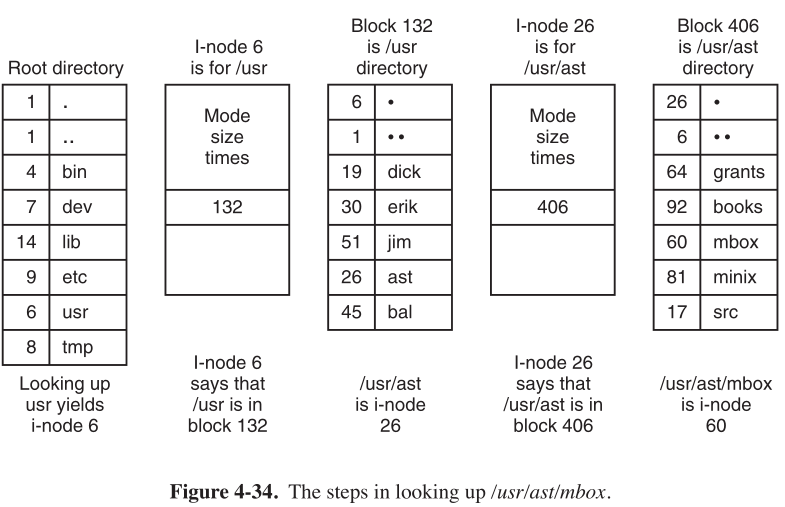 Root directory
1 .
1 ..
4 bin
7 dev
14 lib
9 etc
6 usr
8 tmp
Looking up
usr yields
i-node 6
I-node 6
is for /usr
Mode
size
times
132
I-node 6
says that
/usr is in
block 132
Block 132
is /usr
directory
6 •
1 ••
19 dick
30 erik
51 jim
26 ast
45 bal
/usr/ast
is i-node
26
I-node 26
is for
/usr/ast
Mode
size
times
406
I-node 26
says that
/usr/ast is in
block 406
Block 406
is /usr/ast
directory
26 •
6 ••
64 grants
92 books
60 mbox
81 minix
17 src
/usr/ast/mbox
is i-node
60
Figure 4-34. The steps in looking up /usr/ast/mbox.